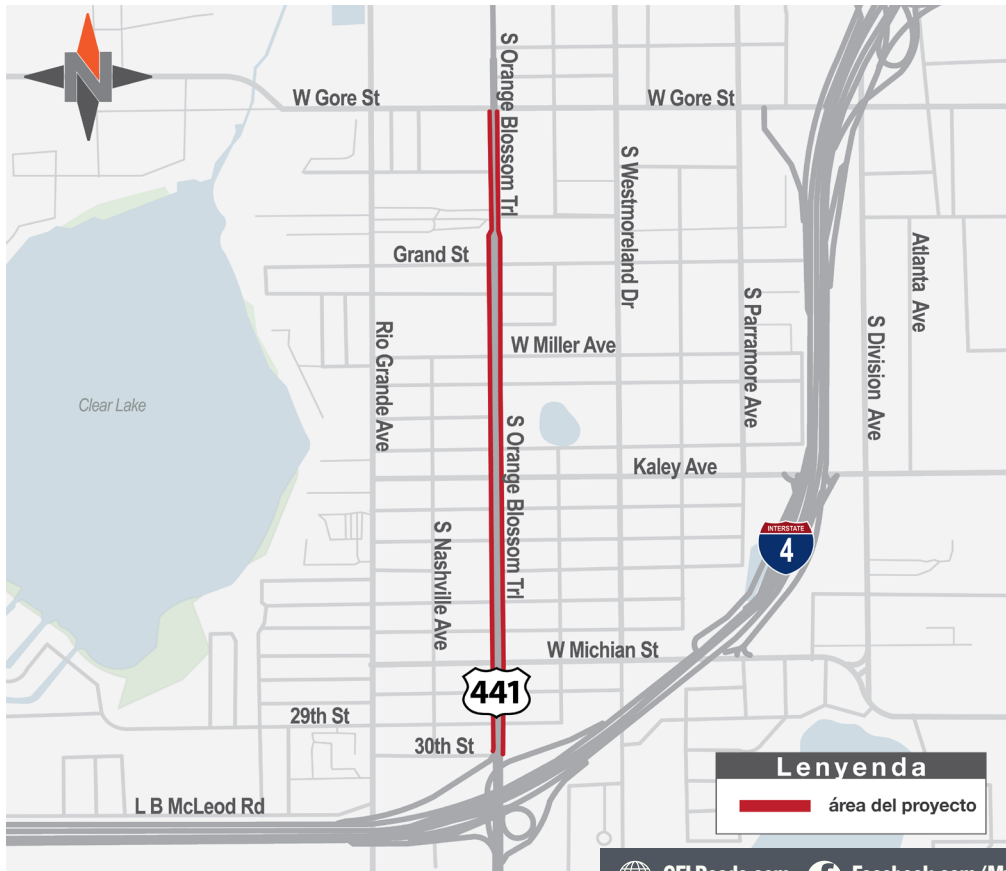 N
S Orange Blossom Trl
W Gore St
W Gore St
S Westmoreland Dr
Grand St
Atlanta Ave
S Parramore Ave
S Division Ave
Rio Grande Ave
W Miller Ave
Clear Lake
S Orange Blossom Trl
Kaley Ave
S Nashville Ave
INTERSTATE
4
W Michian St
441
29th St
30th St
L B McLeod Rd
Lenyenda
área del proyecto